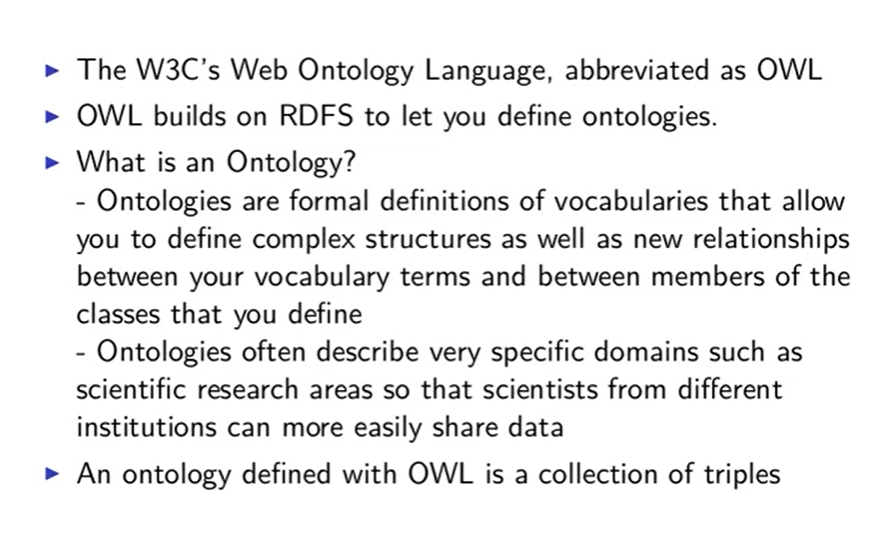 ▶ The W3C's Web Ontology Language, abbreviated as OWL
▶ OWL builds on RDFS to let you define ontologies.
▶ What is an Ontology?
- Ontologies are formal definitions of vocabularies that allow
you to define complex structures as well as new relationships
between your vocabulary terms and between members of the
classes that you define
- Ontologies often describe very specific domains such as
scientific research areas so that scientists from different
institutions can more easily share data
▶ An ontology defined with OWL is a collection of triples